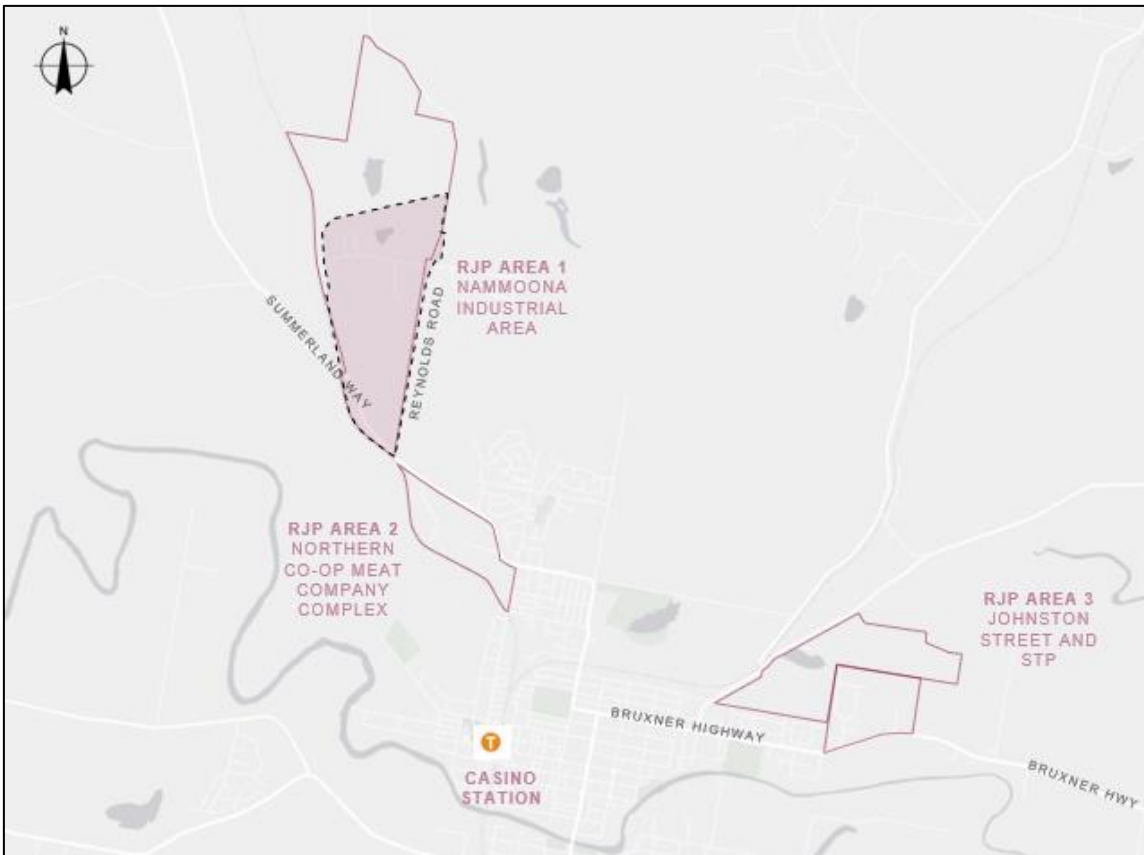 N
RJP AREA 1
NAMMOONA
INDUSTRIAL
AREA
SUMMERLAND WAY
REYNOLDS ROAD
RJP AREA 2
NORTHERN
CO-OP MEAT
COMPANY
COMPLEX
RJP AREA 3
JOHNSTON
STREET AND
STP
BRUXNER HIGHWAY
T
CASINO
STATION
BRUXNER HWY